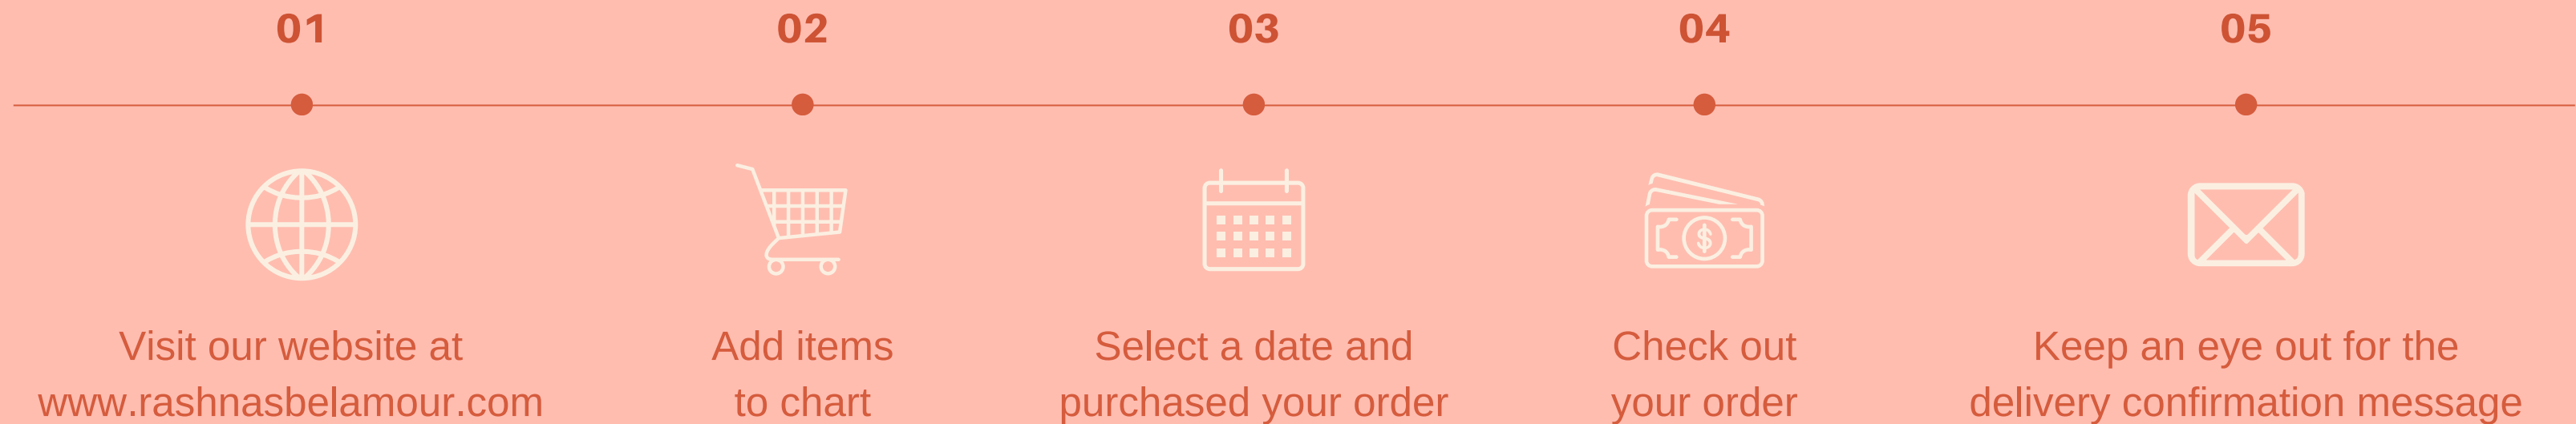 01
02
03
04
05
Visit our website at
www.rashnasbelamour.com
Add items
to chart
Select a date and
purchased your order
Check out
your order
Keep an eye out for the
delivery confirmation message